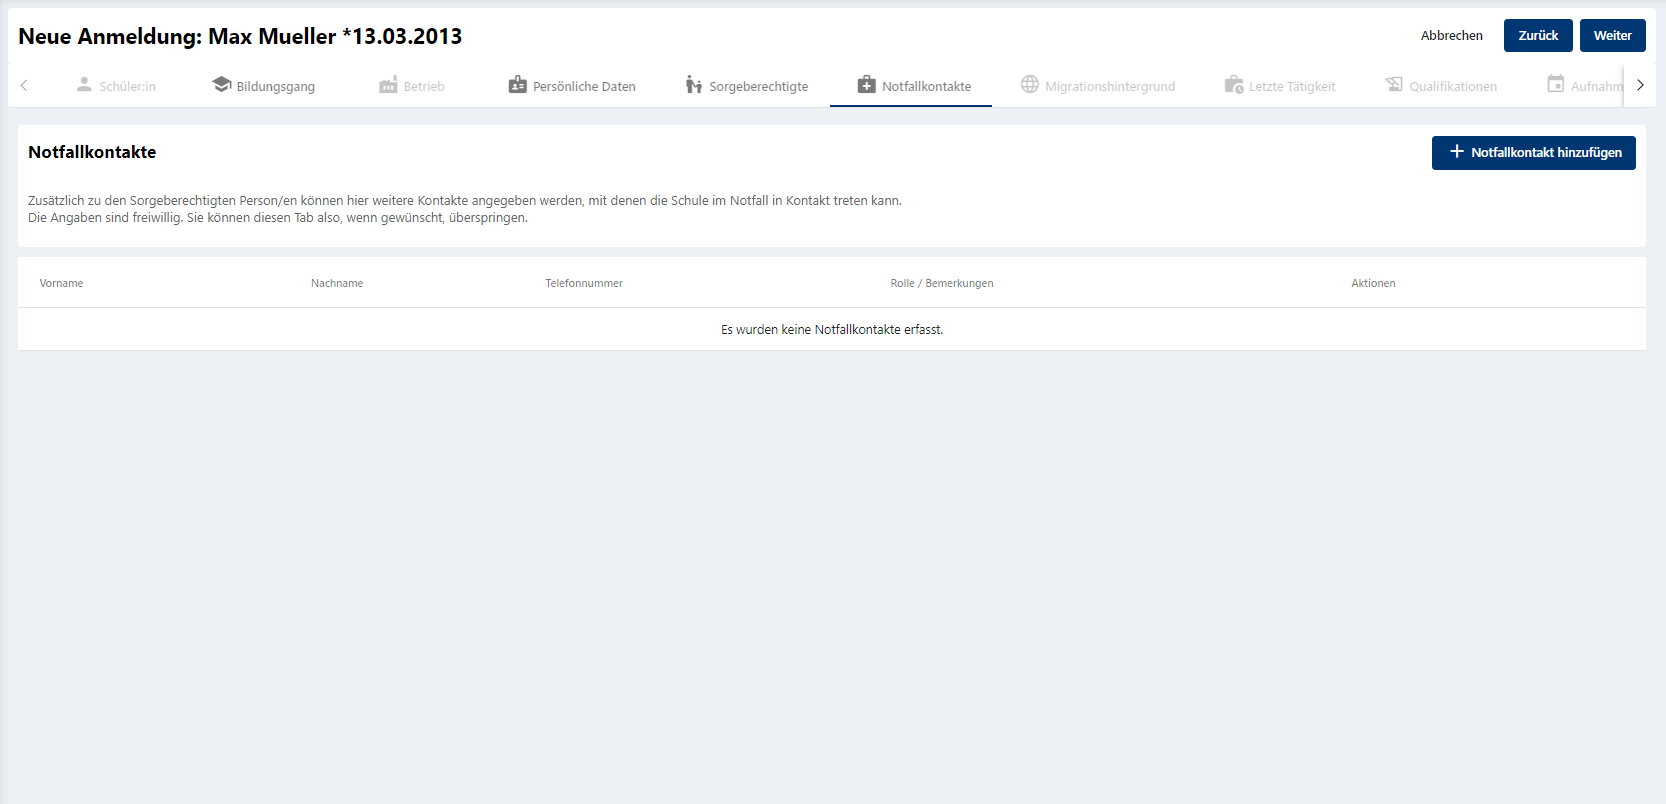 Neue Anmeldung: Max Mueller *13.03.2013
Abbrechen
Zurück
Weiter
Schüler:in
Bildungsgang
Betrieb
Persönliche Daten
Sorgeberechtigte
Notfallkontakte
Migrationshintergrund
Letzte Tätigkeit
Qualifikationen
Aufnahm
Notfallkontakte
Notfallkontakt hinzufügen
Zusätzlich zu den Sorgeberechtigten Person/en können hier weitere Kontakte angegeben werden, mit denen die Schule im Notfall in Kontakt treten kann.
Die Angaben sind freiwillig. Sie können diesen Tab also, wenn gewünscht, überspringen.
Vorname
Nachname
Telefonnummer
Rolle / Bemerkungen
Aktionen
Es wurden keine Notfallkontakte erfasst.